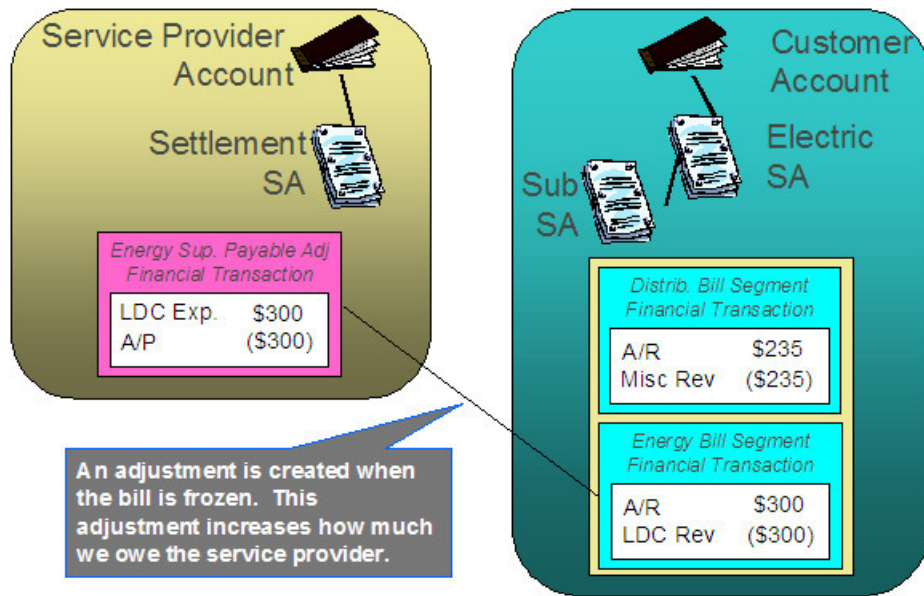 Service Provider
Account
Settlement
SA
Energy Sup. Payable Adj
Financial Transaction
LDC Exp. $300
A/P ($300)
An adjustment is created when
the bill is frozen. This
adjustment increases how much
we owe the service provider.
Customer
Account
Electric
SA
Sub
SA
Distrib. Bill Segment
Financial Transaction
A/R $235
Misc Rev ($235)
Energy Bill Segment
Financial Transaction
A/R $300
LDC Rev ($300)